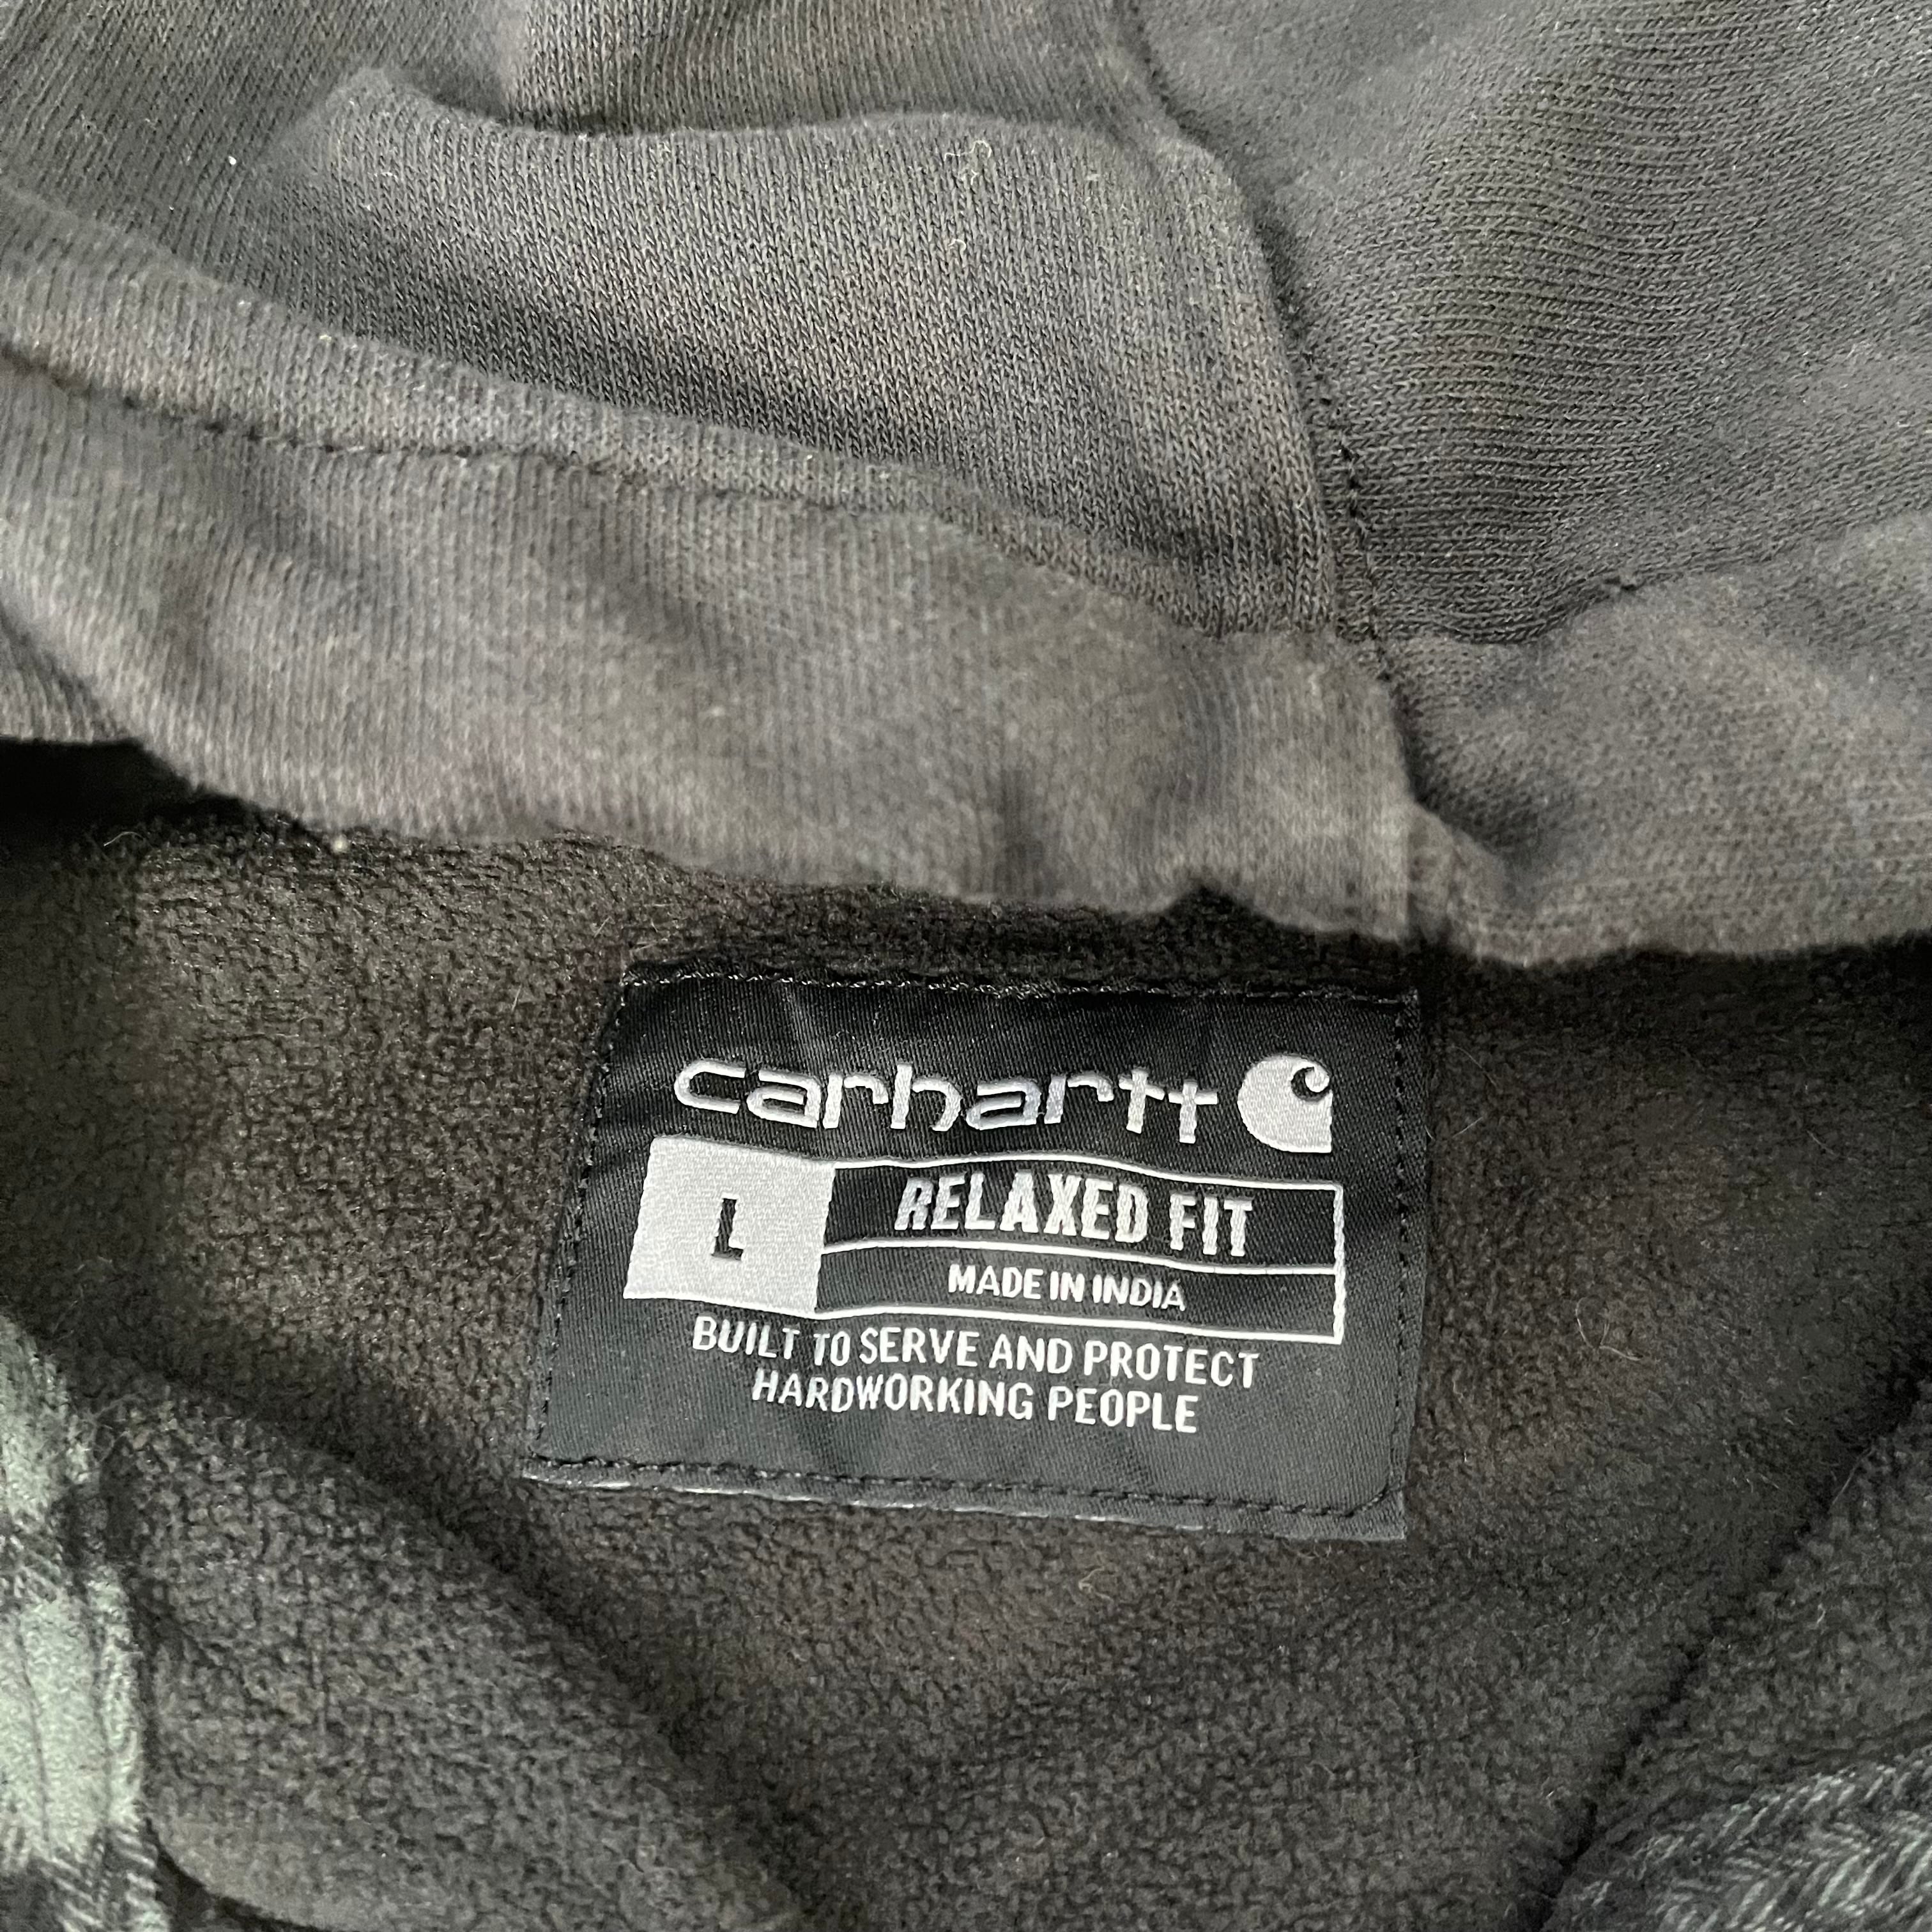 carhartt
L RELAXED FIT
MADE IN INDIA
BUILT TO SERVE AND PROTECT
HARDWORKING PEOPLE